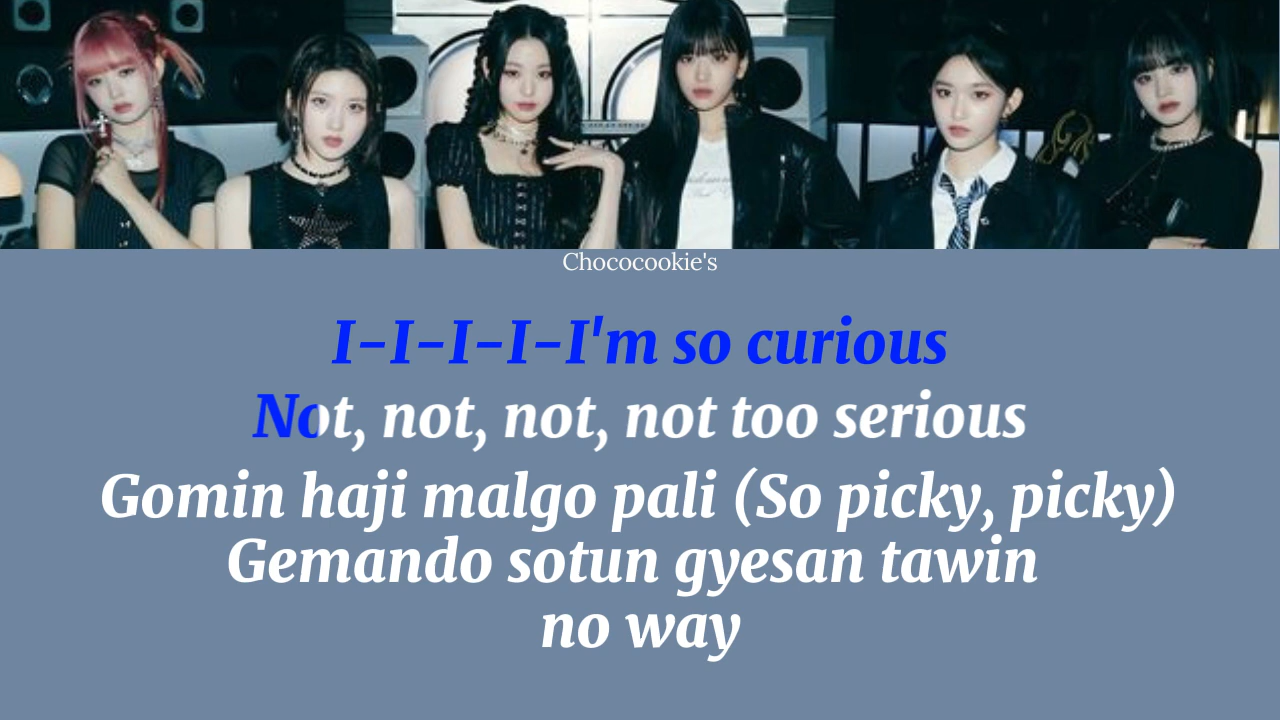 Chococookie's
I-I-I-I-I'm so curious
Not, not, not, not too serious
Gomin haji malgo pali (So picky, picky)
Gemando sotun gyesan tawin
no way